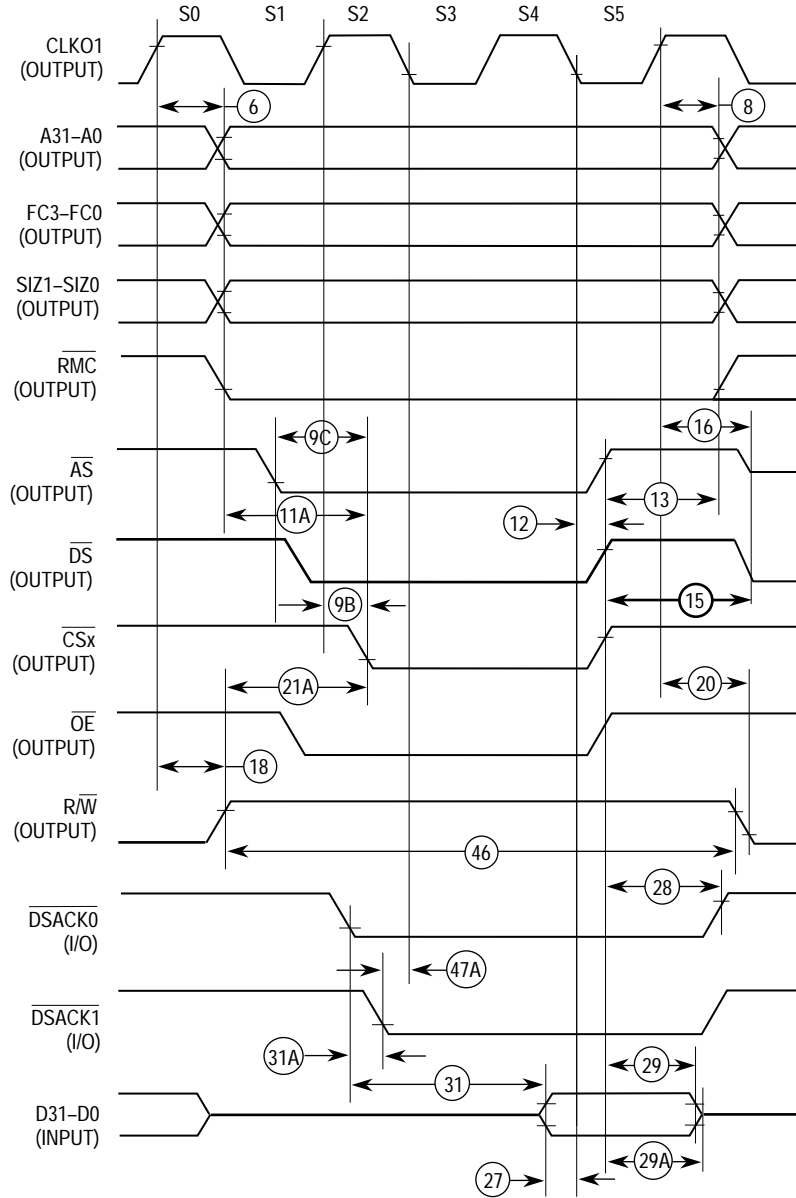 S0 S1 S2 S3 S4 S5
CLKO1
(OUTPUT)
6
8
A31–A0
(OUTPUT)
FC3–FC0
(OUTPUT)
SIZ1–SIZ0
(OUTPUT)
RMC
(OUTPUT)
16
9C
AS
(OUTPUT)
11A
12
13
DS
(OUTPUT)
9B
15
CSx
(OUTPUT)
21A
20
OE
(OUTPUT)
18
R/W
(OUTPUT)
46
28
DSACK0
(I/O)
47A
DSACK1
(I/O)
31A
31
29
D31–D0
(INPUT)
27
29A